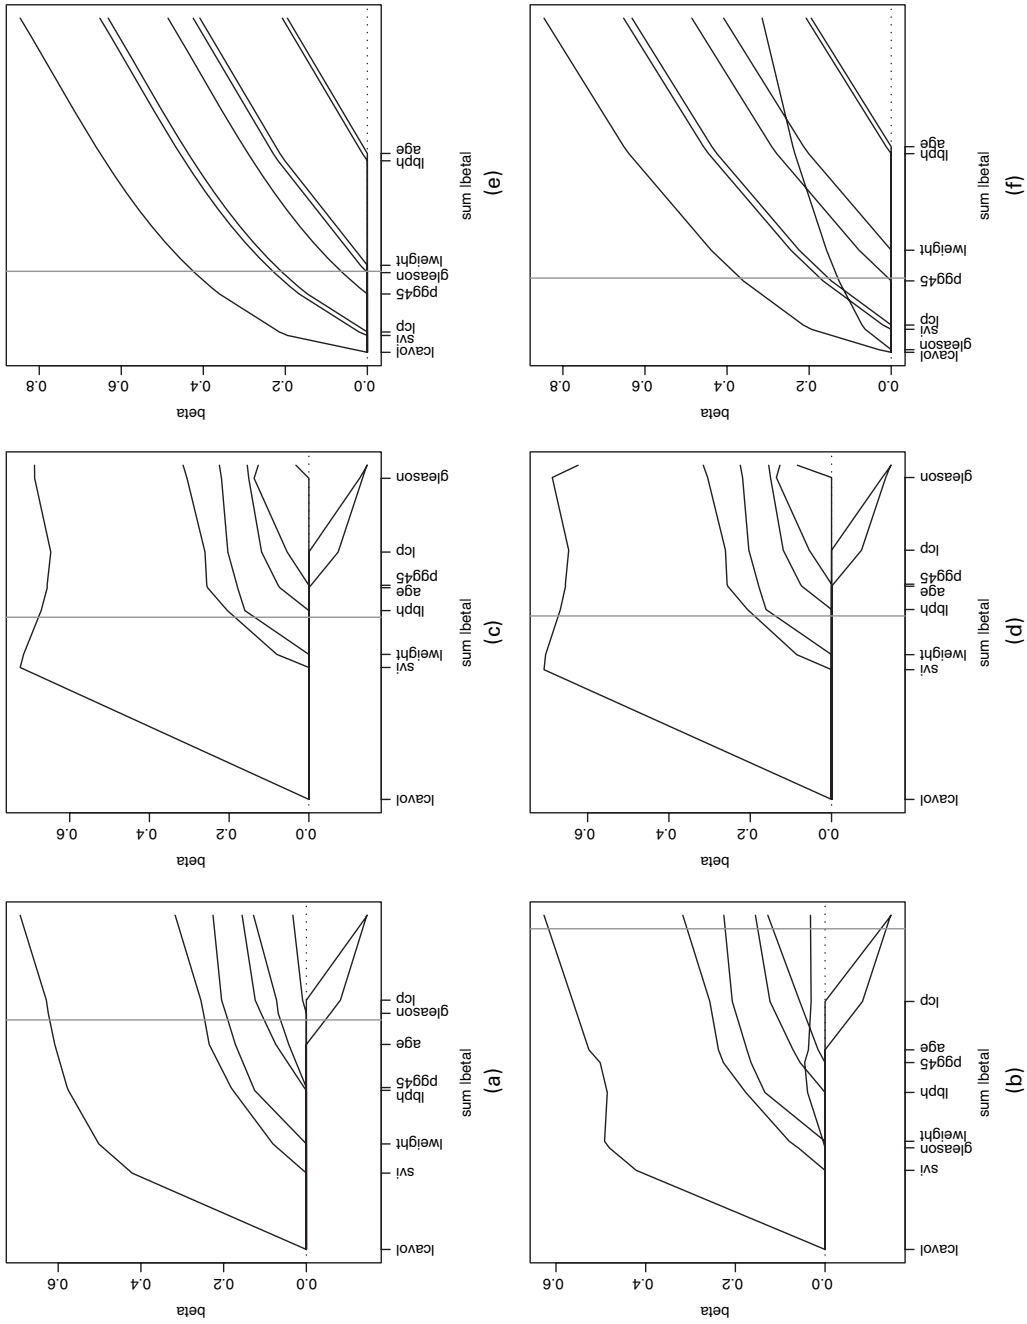 beta
0.6
0.4
0.2
0.0
lcavol
svi
lweight
lbph
pgg45
age
gleason
lcp
sum |beta|
(a)
beta
0.6
0.4
0.2
0.0
lcavol
svi
lweight
lbph
age
pgg45
lcp
gleason
sum |beta|
(c)
beta
0.8
0.6
0.4
0.2
0.0
lcavol
svi
lcp
pgg45
gleason
lweight
lbph
age
sum |beta|
(e)
beta
0.6
0.4
0.2
0.0
lcavol
svi
gleason
lweight
lbph
pgg45
age
lcp
sum |beta|
(b)
beta
0.6
0.4
0.2
0.0
lcavol
svi
lweight
lbph
age
pgg45
lcp
gleason
sum |beta|
(d)
beta
0.8
0.6
0.4
0.2
0.0
lcavol
gleason
svi
lcp
pgg45
lweight
lbph
age
sum |beta|
(f)